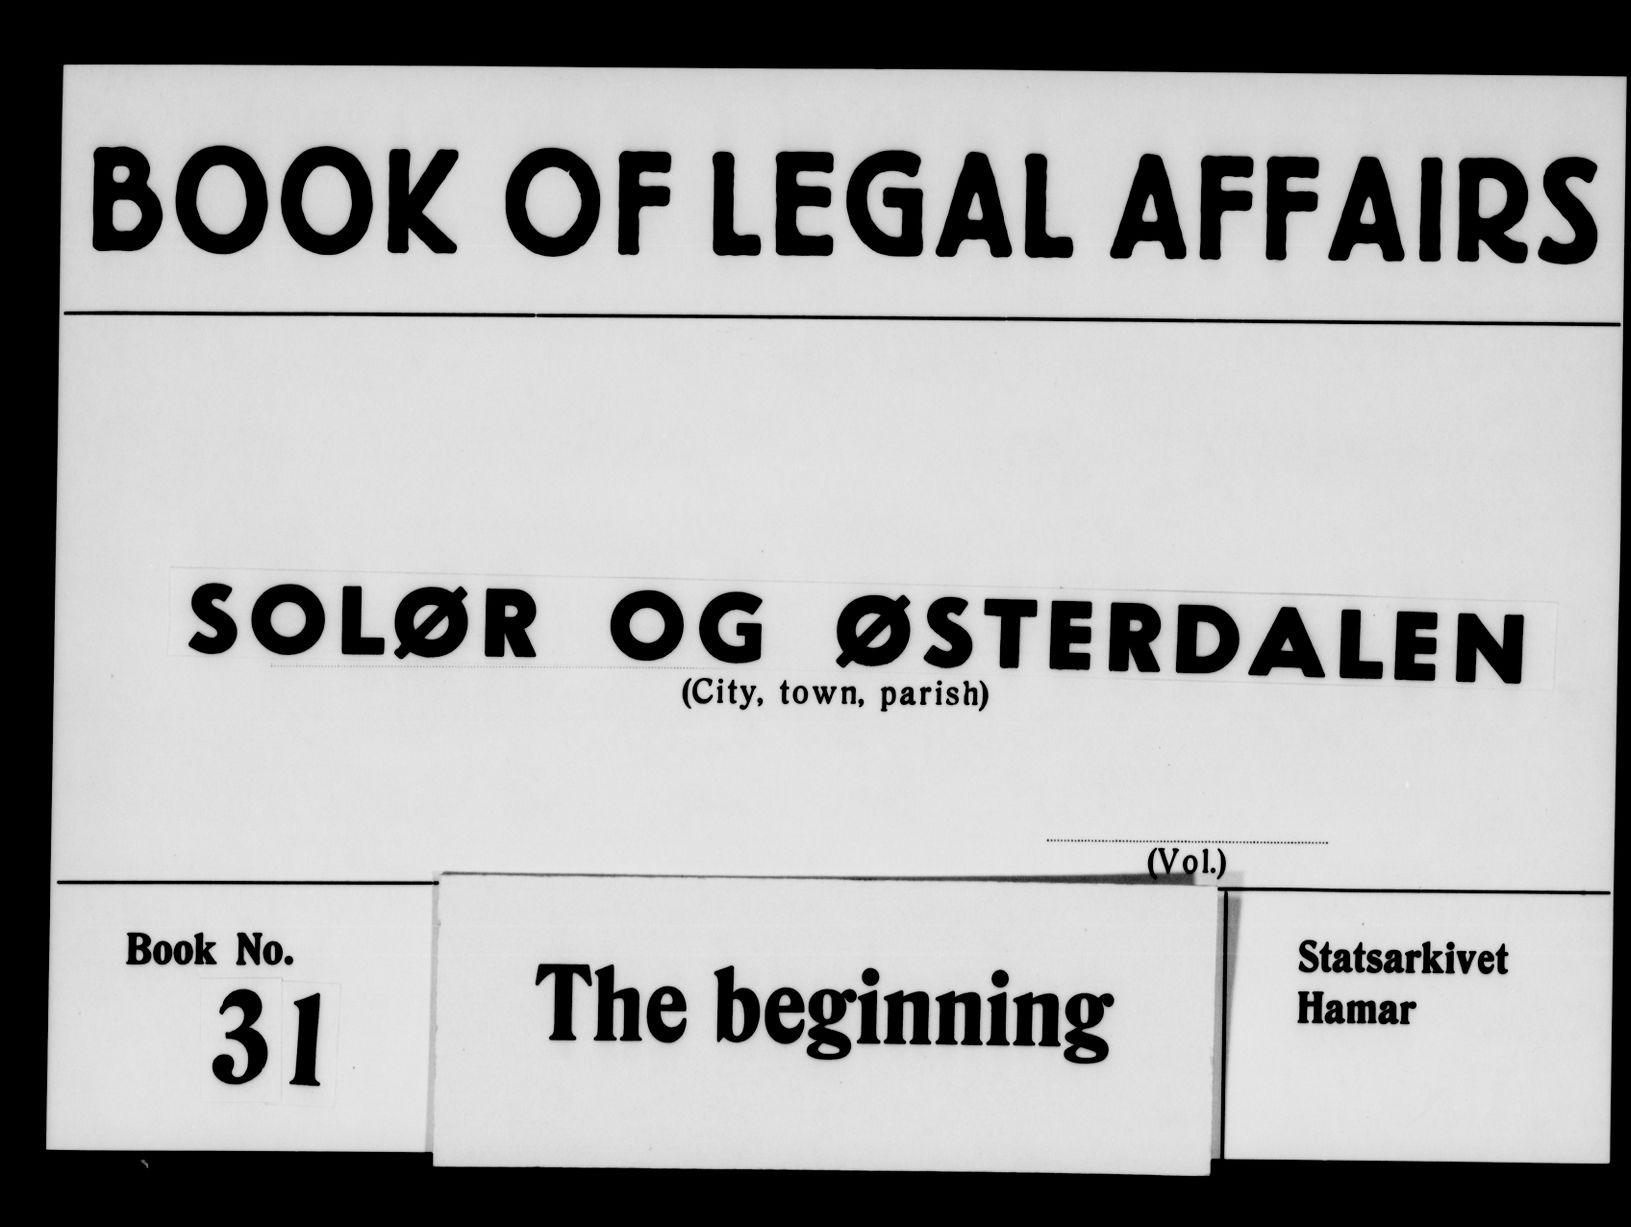 BOOK OF LEGAL AFFAIRS
SOLØR OG ØSTERDALEN
(City, town, parish)
(Vol.)
Book No.
31
The beginning
Statsarkivet
Hamar